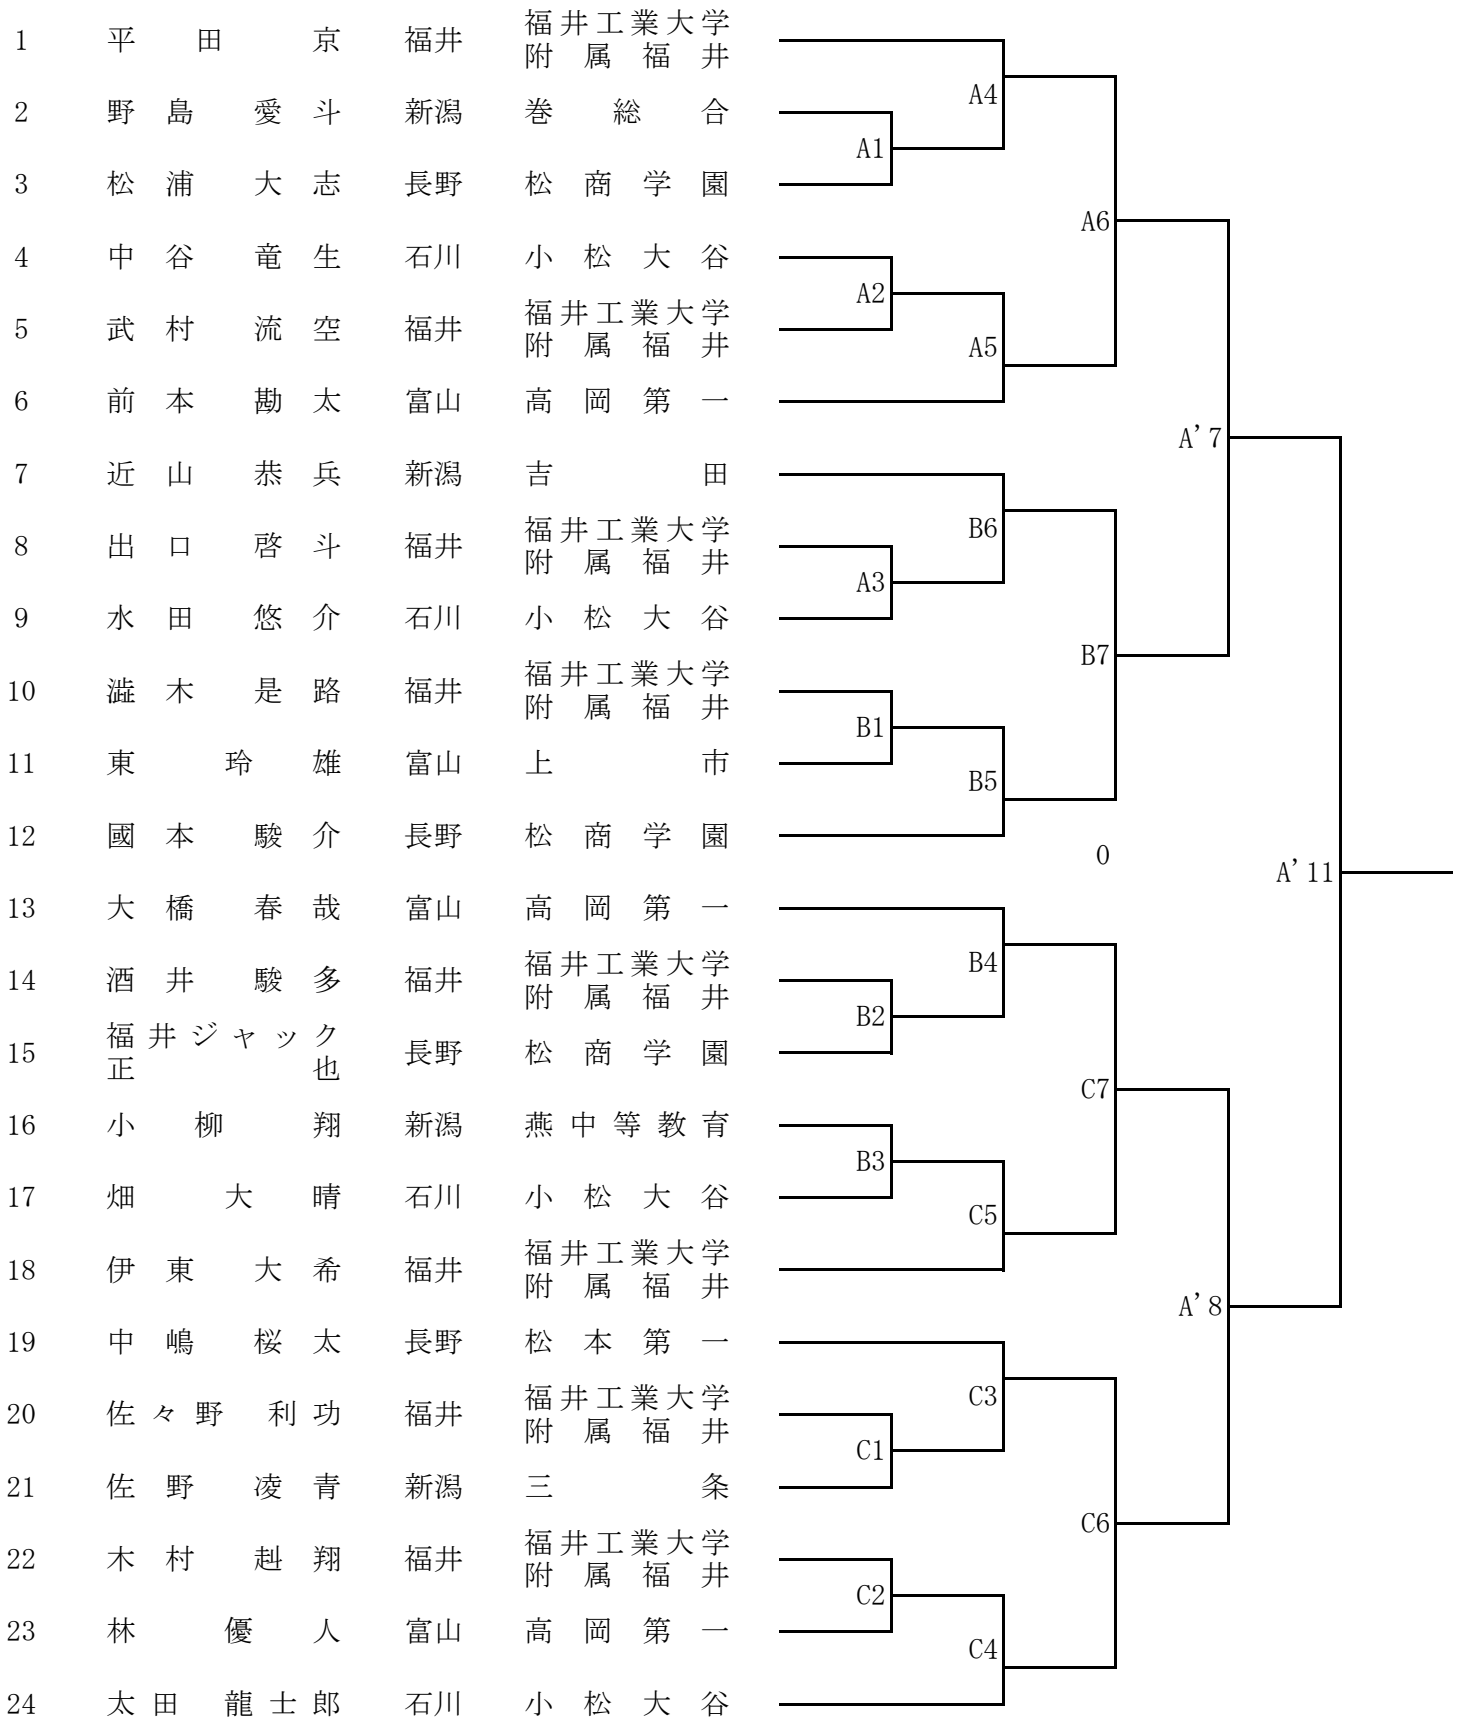 1 平田 京 福井 福井工業大学附属福井
A4
2 野島 愛斗 新潟 巻総合
A1
3 松浦 大志 長野 松商学園
A6
4 中谷 竜生 石川 小松大谷
A2
5 武村 流空 福井 福井工業大学附属福井
A5
6 前本 勘太 富山 高岡第一
A'7
7 近山 恭兵 新潟 吉田
B6
8 出口 啓斗 福井 福井工業大学附属福井
A3
9 水田 悠介 石川 小松大谷
B7
10 澁木 是路 福井 福井工業大学附属福井
B1
11 東 玲雄 富山 上市
B5
12 國本 駿介 長野 松商学園
0
A'11
13 大橋 春哉 富山 高岡第一
B4
14 酒井 駿多 福井 福井工業大学附属福井
B2
15 福井ジャック正也 長野 松商学園
C7
16 小柳 翔 新潟 燕中等教育
B3
17 畑 大晴 石川 小松大谷
C5
18 伊東 大希 福井 福井工業大学附属福井
A'8
19 中嶋 桜太 長野 松本第一
C3
20 佐々野 利功 福井 福井工業大学附属福井
C1
21 佐野 凌青 新潟 三条
C6
22 木村 赳翔 福井 福井工業大学附属福井
C2
23 林 優人 富山 高岡第一
C4
24 太田 龍士郎 石川 小松大谷